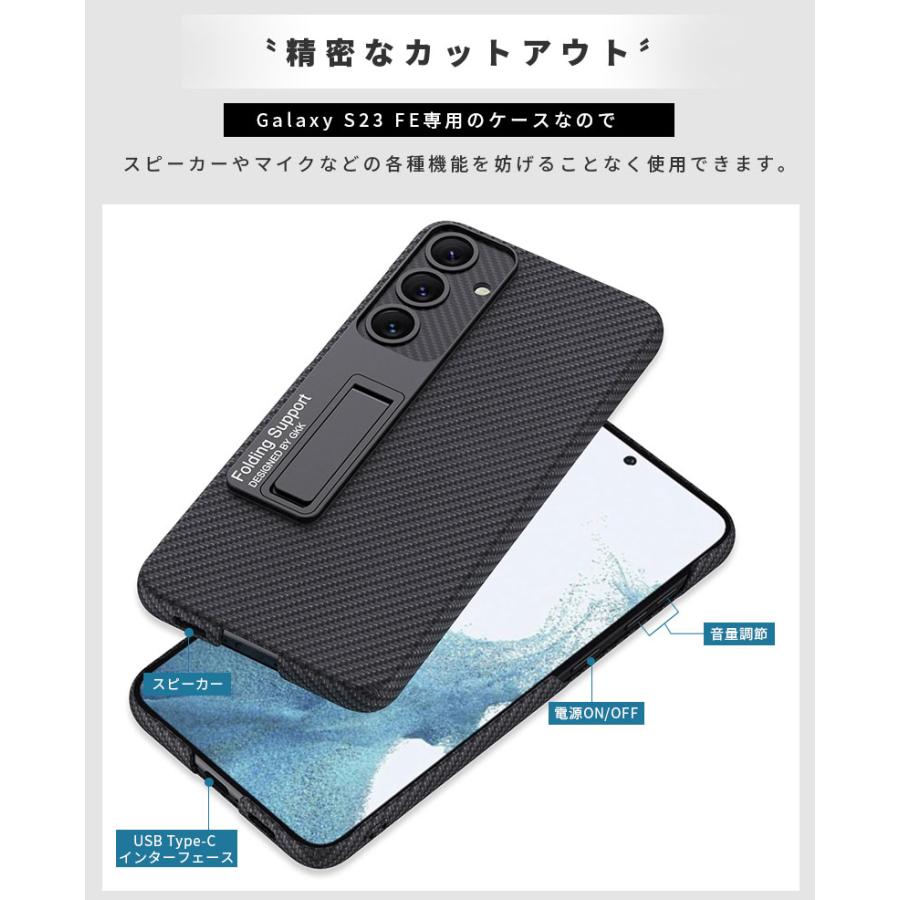 〝精密なカットアウト〞
Galaxy S23 FE専用のケースなので
スピーカーやマイクなどの各種機能を妨げることなく使用できます。
Folding Support
DESIGNED BY GKK
音量調節
スピーカー
電源ON/OFF
USB Type-C
インターフェース